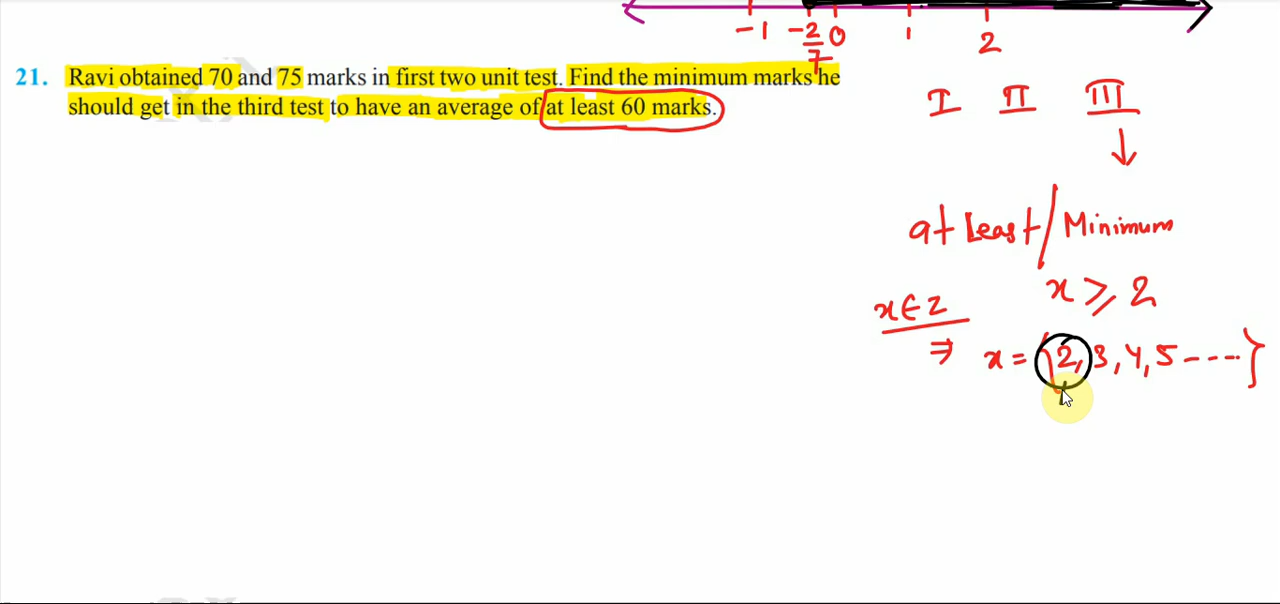 -1 -2/7 0 1 2
21. Ravi obtained 70 and 75 marks in first two unit test. Find the minimum marks he
should get in the third test to have an average of at least 60 marks.
I II III
at Least / Minimum
x ⩾ 2
x ∈ Z
⇒ x = {2, 3, 4, 5 ----}